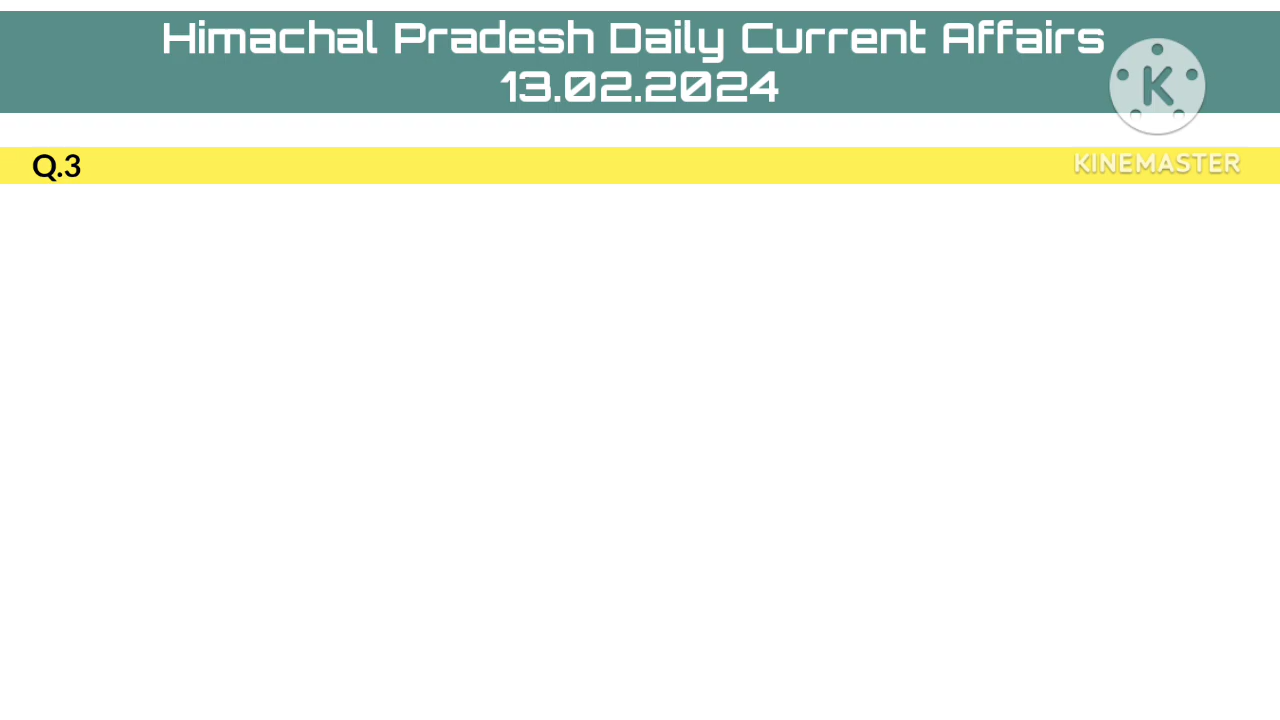 Himachal Pradesh Daily Current Affairs
13.02.2024
K
KINEMASTER
Q.3